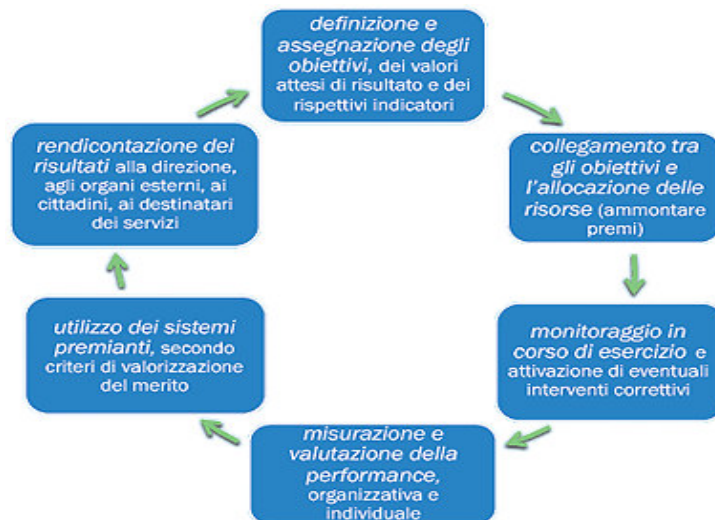 definizione e
assegnazione degli
obiettivi, dei valori
attesi di risultato e dei
rispettivi indicatori
collegamento tra
gli obiettivi e
l'allocazione delle
risorse (ammontare
premi)
monitoraggio in
corso di esercizio e
attivazione di eventuali
interventi correttivi
misurazione e
valutazione della
performance,
organizzativa e
individuale
utilizzo dei sistemi
premianti, secondo
criteri di valorizzazione
del merito
rendicontazione dei
risultati alla direzione,
agli organi esterni, ai
cittadini, ai destinatari
dei servizi